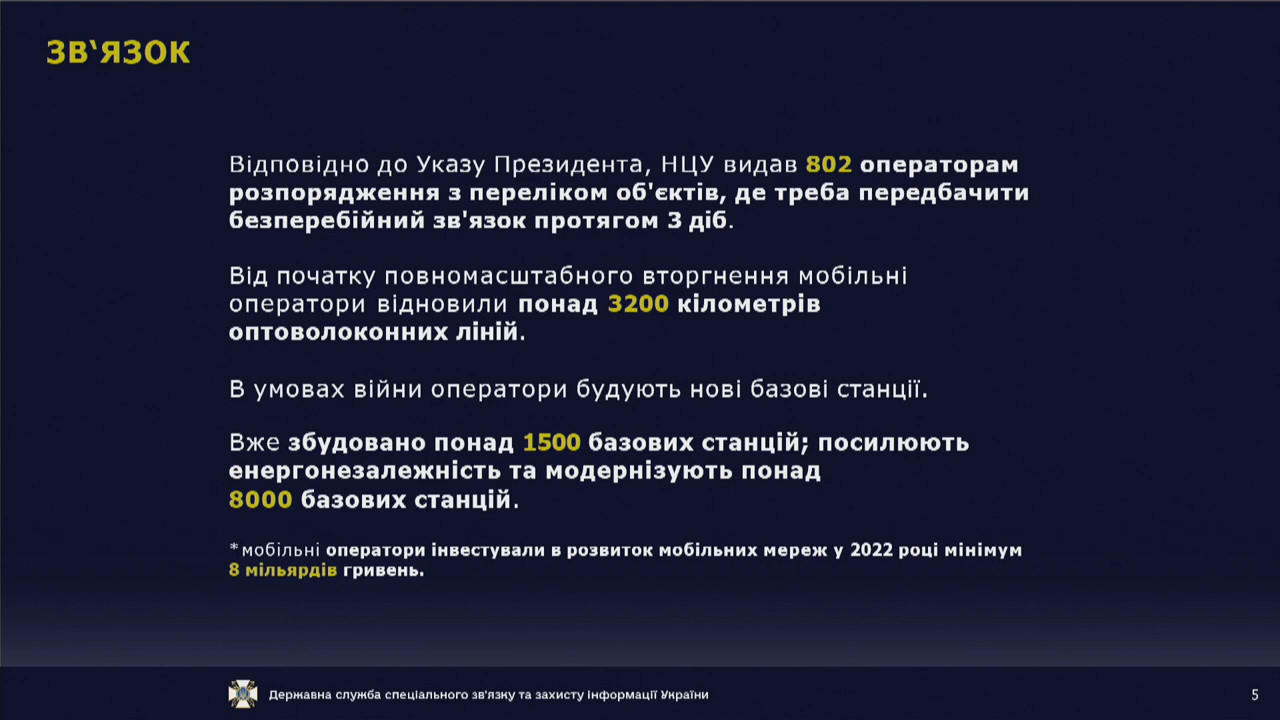 ЗВ‘ЯЗОК
Відповідно до Указу Президента, НЦУ видав 802 операторам
розпорядження з переліком об'єктів, де треба передбачити
безперебійний зв'язок протягом 3 діб.
Від початку повномасштабного вторгнення мобільні
оператори відновили понад 3200 кілометрів
оптоволоконних ліній.
В умовах війни оператори будують нові базові станції.
Вже збудовано понад 1500 базових станцій; посилюють
енергонезалежність та модернізують понад
8000 базових станцій.
*мобільні оператори інвестували в розвиток мобільних мереж у 2022 році мінімум
8 мільярдів гривень.
Державна служба спеціального зв'язку та захисту інформації України
5